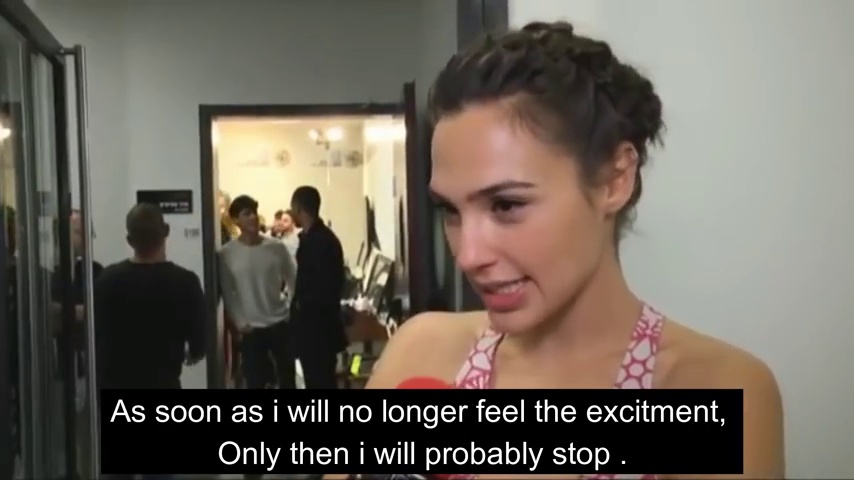 As soon as i will no longer feel the excitment,
Only then i will probably stop .